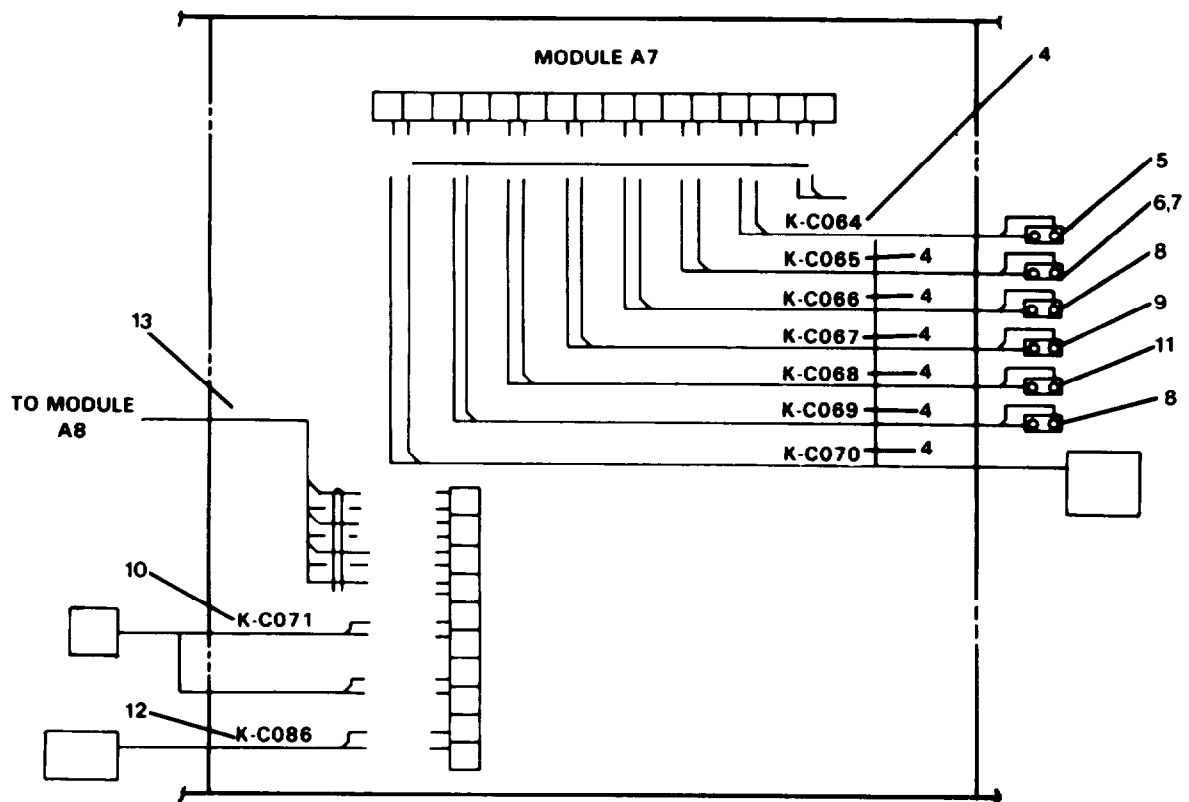 MODULE A7
4
5
K-C064
6,7
K-C065 4
8
K-C066 4
9
K-C067 4
13
11
K-C068 4
TO MODULE
A8
K-C069 4
8
K-C070 4
10
K-C071
12
K-C086